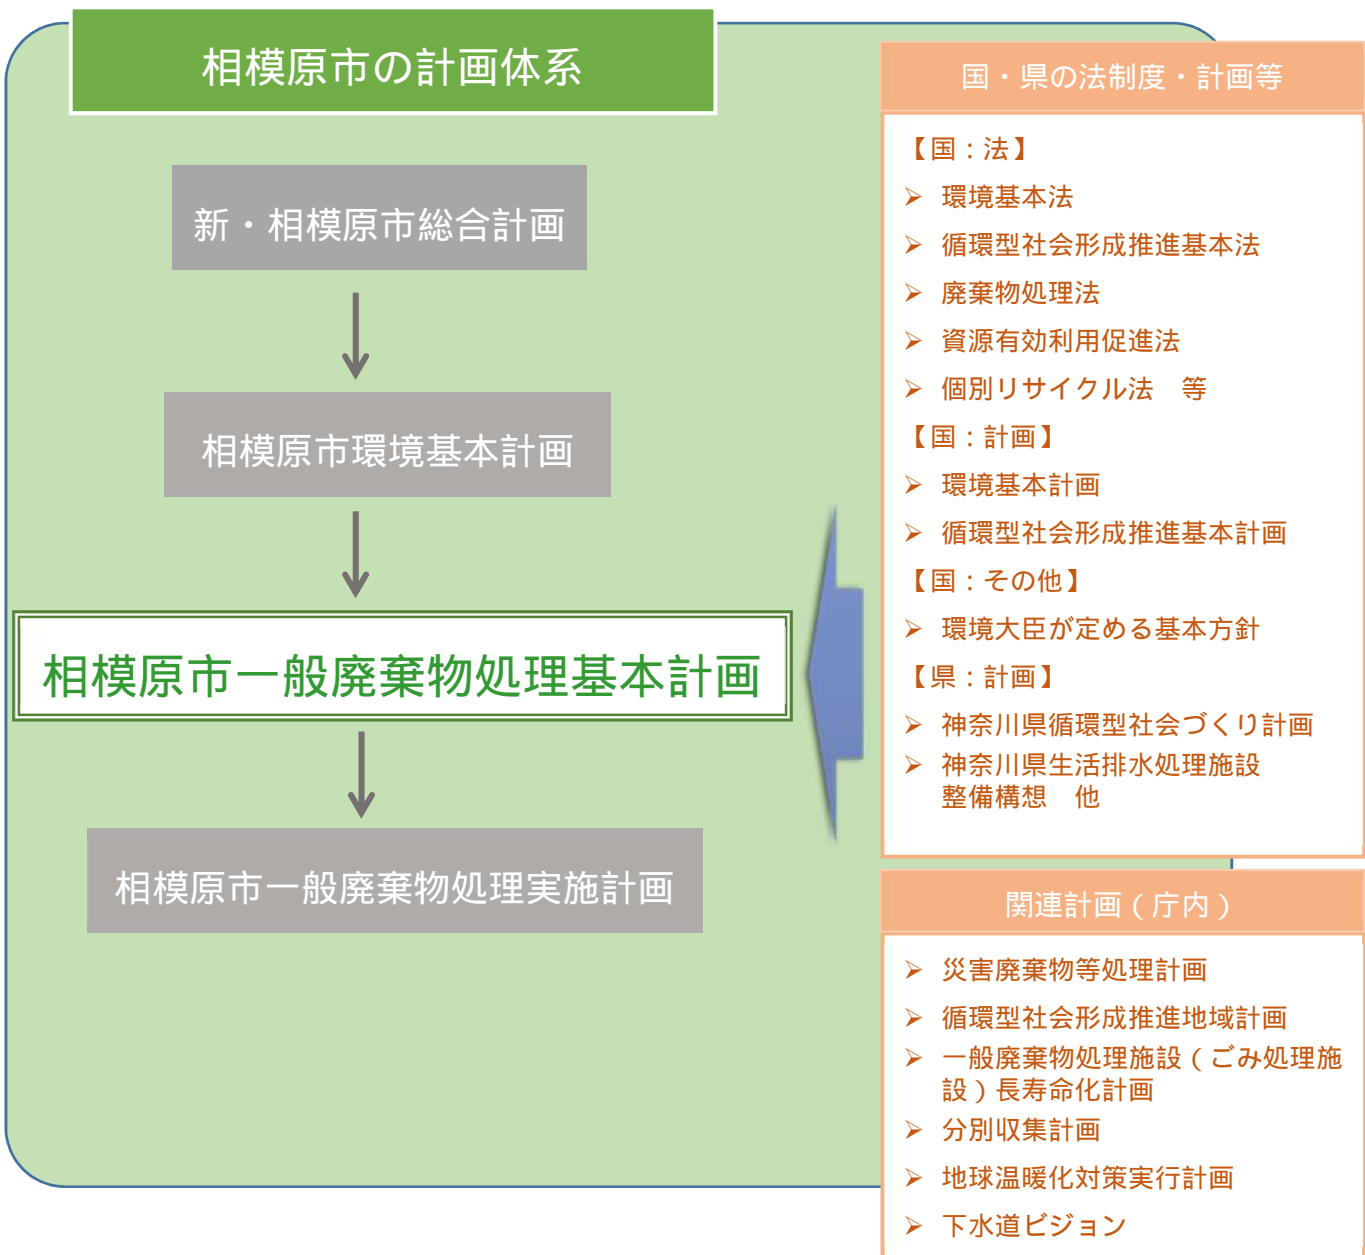 相模原市の計画体系
新・相模原市総合計画
相模原市環境基本計画
相模原市一般廃棄物処理基本計画
相模原市一般廃棄物処理実施計画
国・県の法制度・計画等
【国：法】
➢ 環境基本法
➢ 循環型社会形成推進基本法
➢ 廃棄物処理法
➢ 資源有効利用促進法
➢ 個別リサイクル法　等
【国：計画】
➢ 環境基本計画
➢ 循環型社会形成推進基本計画
【国：その他】
➢ 環境大臣が定める基本方針
【県：計画】
➢ 神奈川県循環型社会づくり計画
➢ 神奈川県生活排水処理施設
整備構想　他
関連計画（庁内）
➢ 災害廃棄物等処理計画
➢ 循環型社会形成推進地域計画
➢ 一般廃棄物処理施設（ごみ処理施
設）長寿命化計画
➢ 分別収集計画
➢ 地球温暖化対策実行計画
➢ 下水道ビジョン